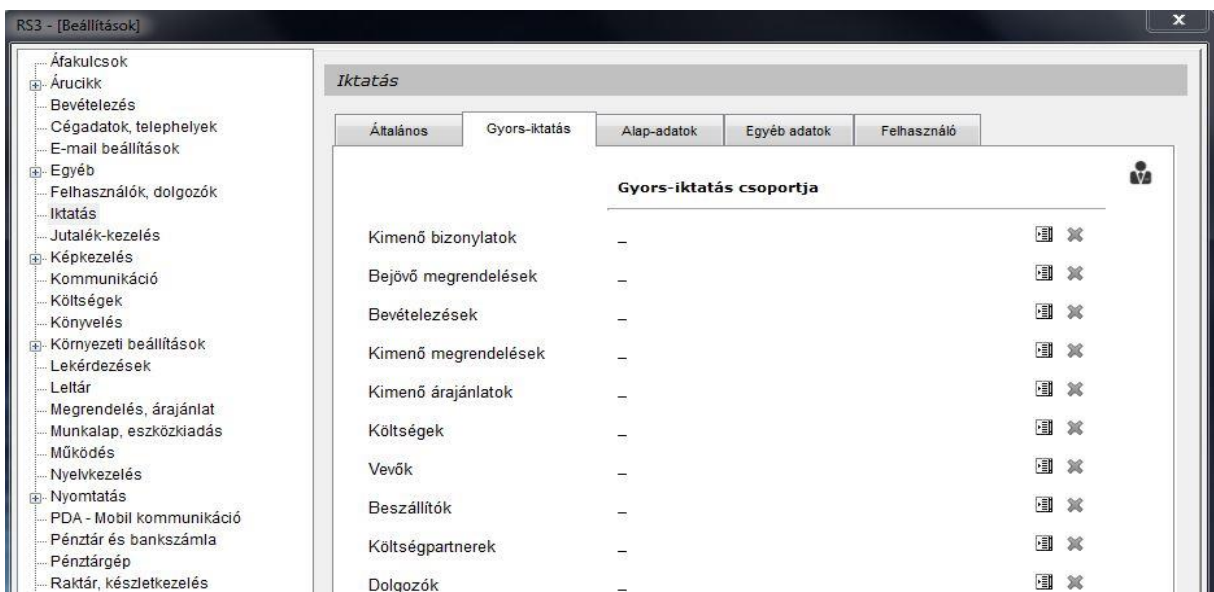 RS3 - [Beállítások]
x
Áfakulcsok
Árucikk
Bevételezés
Cégadatok, telephelyek
E-mail beállítások
Egyéb
Felhasználók, dolgozók
Iktatás
Jutalék-kezelés
Képkezelés
Kommunikáció
Költségek
Könyvelés
Környezeti beállítások
Lekérdezések
Leltár
Megrendelés, árajánlat
Munkalap, eszközkiadás
Működés
Nyelvkezelés
Nyomtatás
PDA - Mobil kommunikáció
Pénztár és bankszámla
Pénztárgép
Raktár, készletkezelés
Iktatás
Általános Gyors-iktatás Alap-adatok Egyéb adatok Felhasználó
Gyors-iktatás csoportja
Kimenő bizonylatok _
Bejövő megrendelések _
Bevételezések _
Kimenő megrendelések _
Kimenő árajánlatok _
Költségek _
Vevők _
Beszállítók _
Költségpartnerek _
Dolgozók _